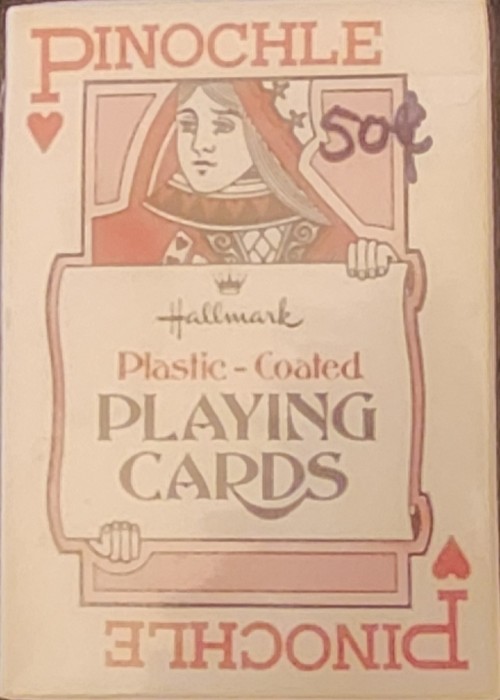 PINOCHLE
50¢
Hallmark
Plastic-Coated
PLAYING
CARDS
PINOCHLE